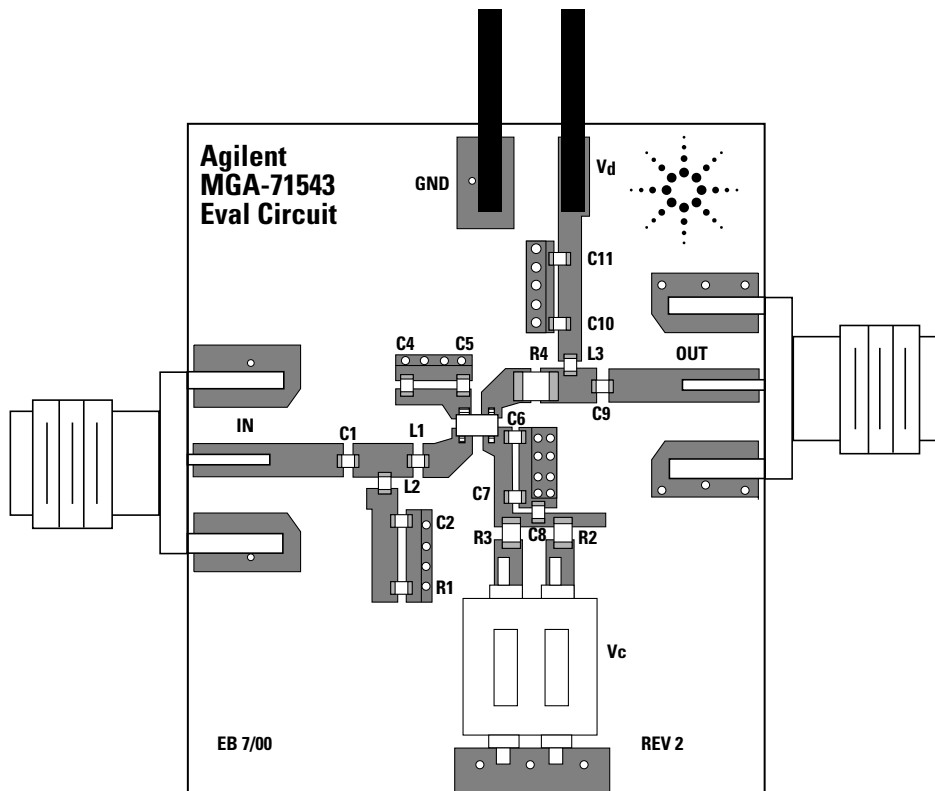 Agilent
MGA-71543
Eval Circuit
GND
Vd
C11
C10
C4
C5
R4
L3
OUT
C9
IN
C1
L1
C6
L2
C7
C2
R3
C8
R2
R1
Vc
EB 7/00
REV 2